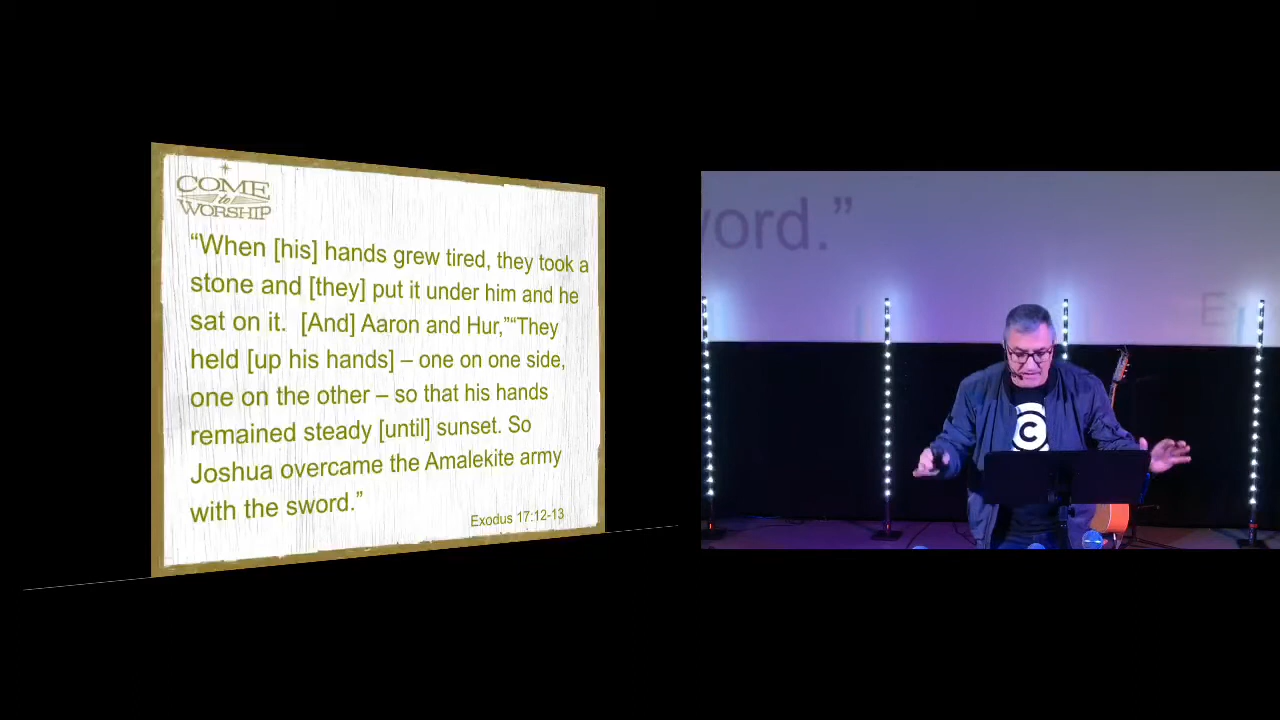 COME
to
WORSHIP
“When [his] hands grew tired, they took a
stone and [they] put it under him and he
sat on it.  [And] Aaron and Hur,”“They
held [up his hands] – one on one side,
one on the other – so that his hands
remained steady [until] sunset. So
Joshua overcame the Amalekite army
with the sword.”
Exodus 17:12-13
word.”
E
C